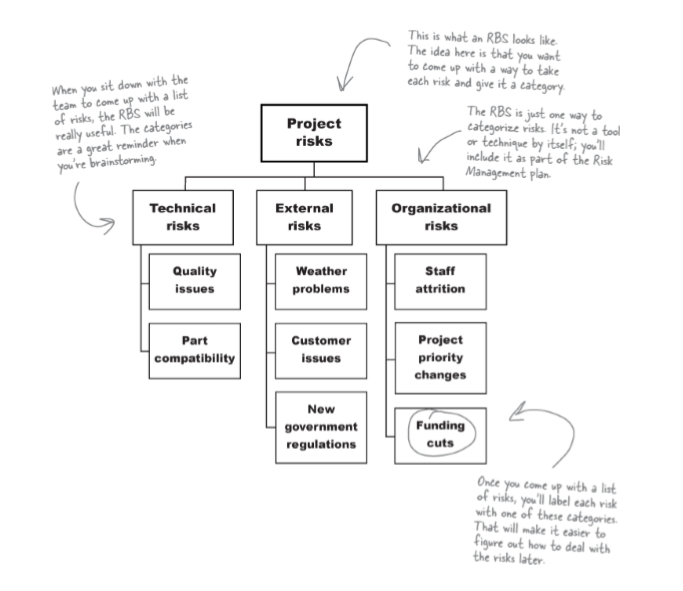 This is what an RBS looks like.
The idea here is that you want
to come up with a way to take
each risk and give it a category.
When you sit down with the
team to come up with a list
of risks, the RBS will be
really useful. The categories
are a great reminder when
you're brainstorming.
The RBS is just one way to
categorize risks. It's not a tool
or technique by itself; you'll
include it as part of the Risk
Management plan.
Project
risks
Technical
risks
External
risks
Organizational
risks
Quality
issues
Part
compatibility
Weather
problems
Customer
issues
New
government
regulations
Staff
attrition
Project
priority
changes
Funding
cuts
Once you come up with a list
of risks, you'll label each risk
with one of these categories.
That will make it easier to
figure out how to deal with
the risks later.